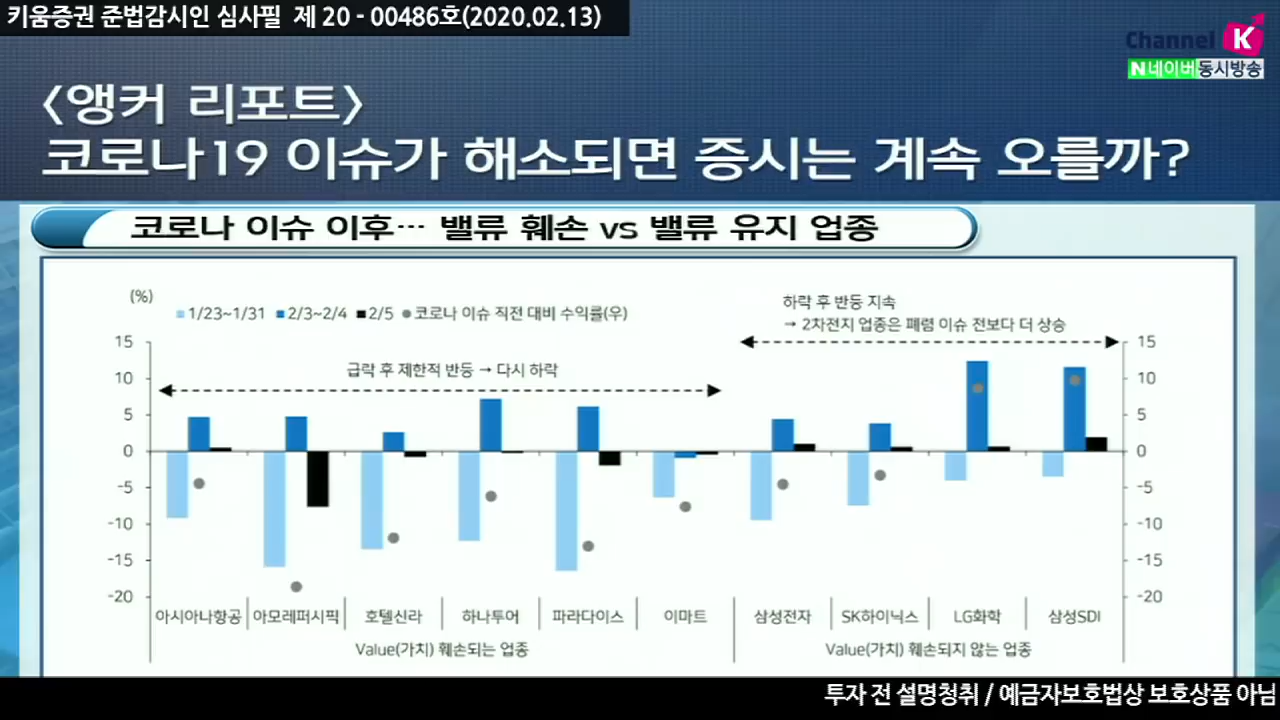 키움증권 준법감시인 심사필 제 20 - 00486호(2020.02.13)
Channel K
N네이버 동시방송
<앵커 리포트>
코로나19 이슈가 해소되면 증시는 계속 오를까?
코로나 이슈 이후… 밸류 훼손 vs 밸류 유지 업종
(%)
1/23~1/31 2/3~2/4 2/5 코로나 이슈 직전 대비 수익률(우)
하락 후 반등 지속
→ 2차전지 업종은 폐렴 이슈 전보다 더 상승
급락 후 제한적 반등 → 다시 하락
15 15
10 10
5 5
0 0
-5 -5
-10 -10
-15 -15
-20 -20
아시아나항공 아모레퍼시픽 호텔신라 하나투어 파라다이스 이마트 삼성전자 SK하이닉스 LG화학 삼성SDI
Value(가치) 훼손되는 업종 Value(가치) 훼손되지 않는 업종
투자 전 설명청취 / 예금자보호법상 보호상품 아님